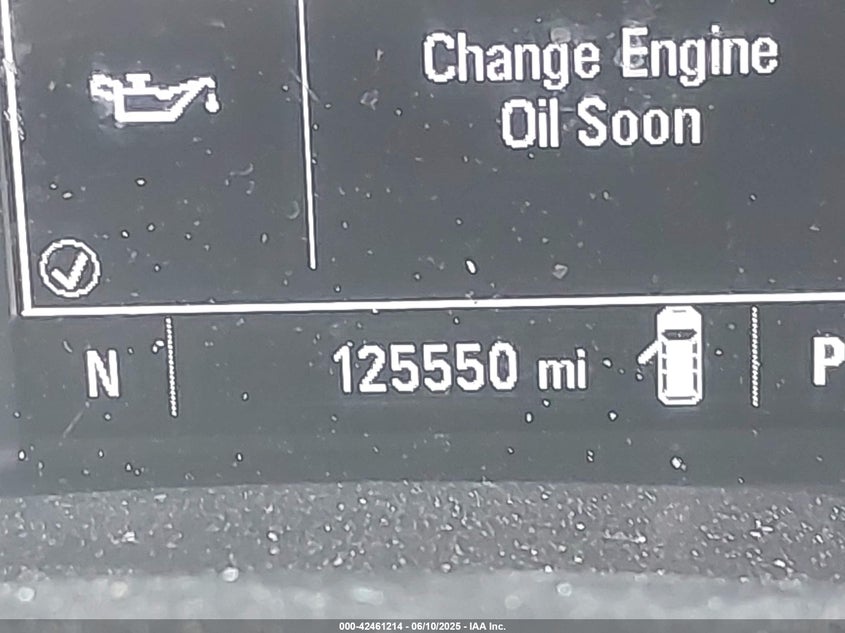 Change Engine
Oil Soon
N 125550 mi P
000-42461214 - 06/10/2025 - IAA Inc.